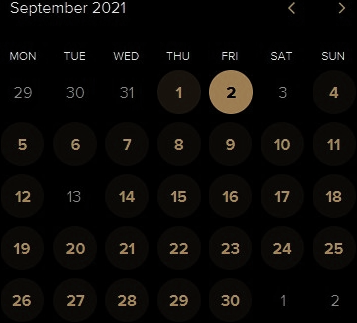 September 2021
MON TUE WED THU FRI SAT SUN
29 30 31 1 2 3 4
5 6 7 8 9 10 11
12 13 14 15 16 17 18
19 20 21 22 23 24 25
26 27 28 29 30 1 2